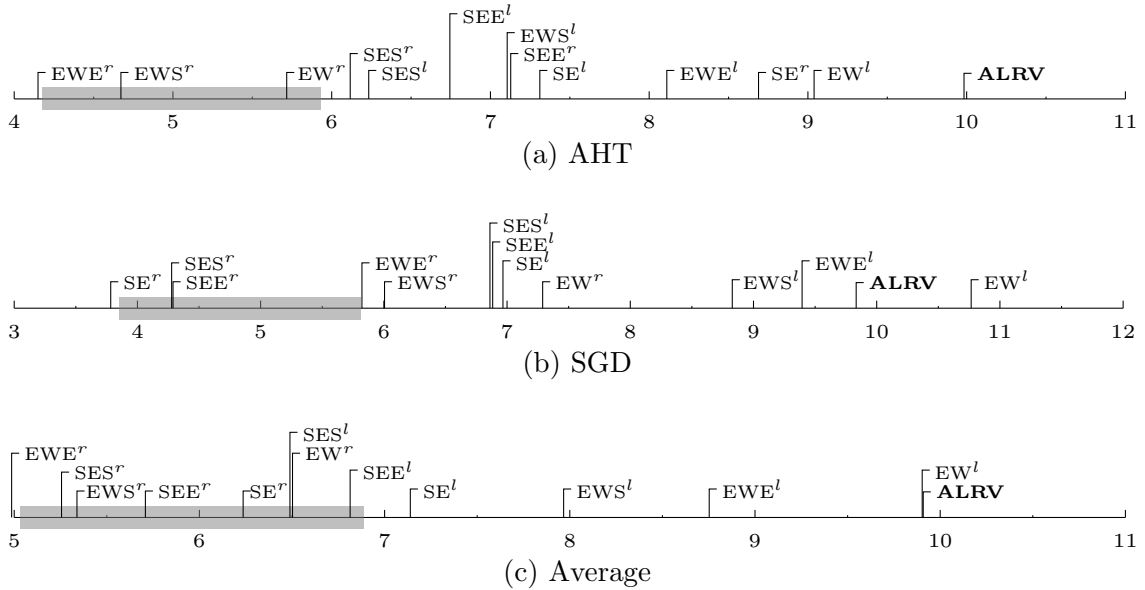 SEE^l
EWS^l
SES^r SEE^r
EWE^r EWS^r EW^r SES^l SE^l EWE^l SE^r EW^l ALRV
4 5 6 7 8 9 10 11
(a) AHT
SES^l
SEE^l
SES^r EWE^r SE^l EWE^l
SE^r SEE^r EWS^r EW^r EWS^l ALRV EW^l
3 4 5 6 7 8 9 10 11 12
(b) SGD
SES^l
EWE^r EW^r
SES^r SEE^l EW^l
EWS^r SEE^r SE^r SE^l EWS^l EWE^l ALRV
5 6 7 8 9 10 11
(c) Average